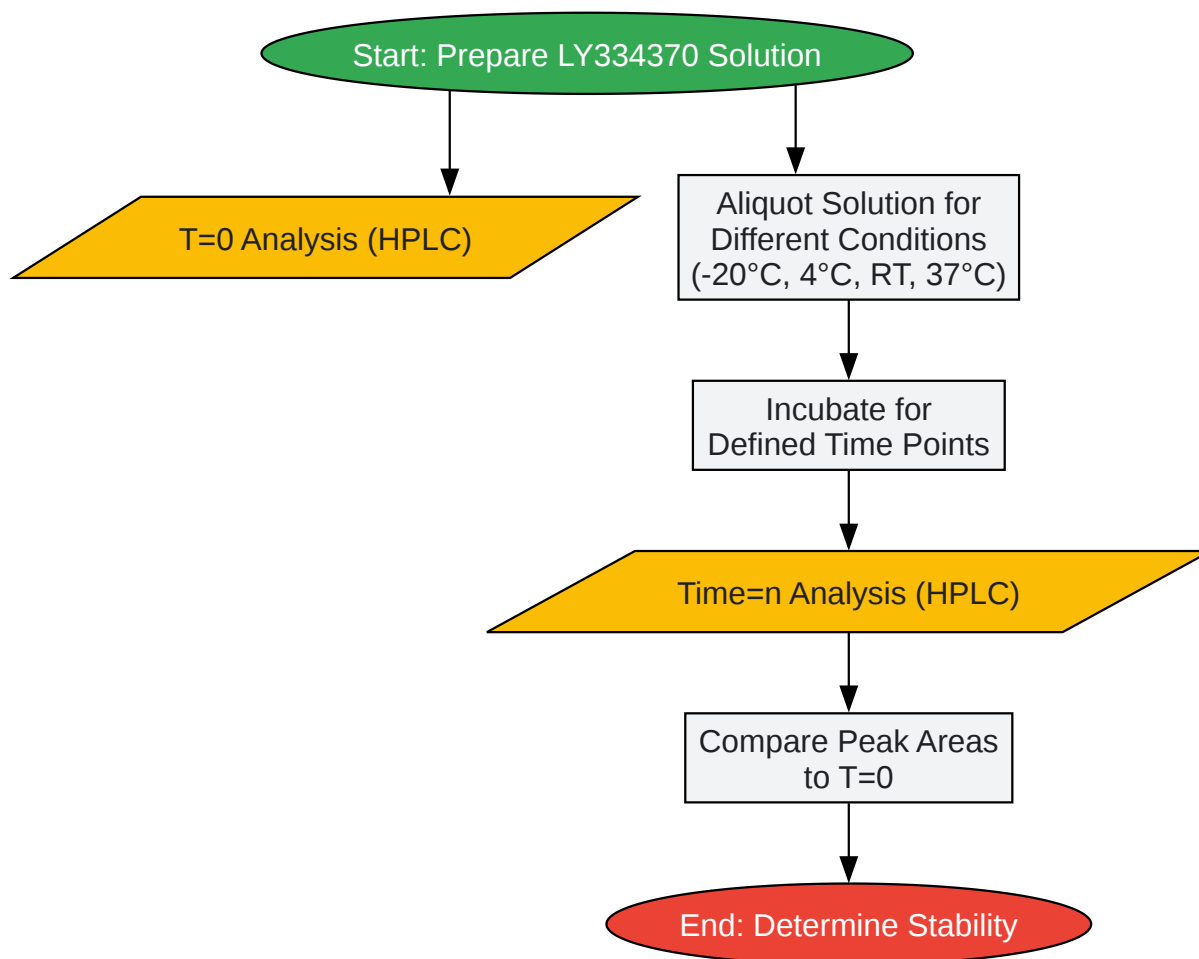 Start: Prepare LY334370 Solution
T=0 Analysis (HPLC)
Aliquot Solution for
Different Conditions
(-20°C, 4°C, RT, 37°C)
Incubate for
Defined Time Points
Time=n Analysis (HPLC)
Compare Peak Areas
to T=0
End: Determine Stability